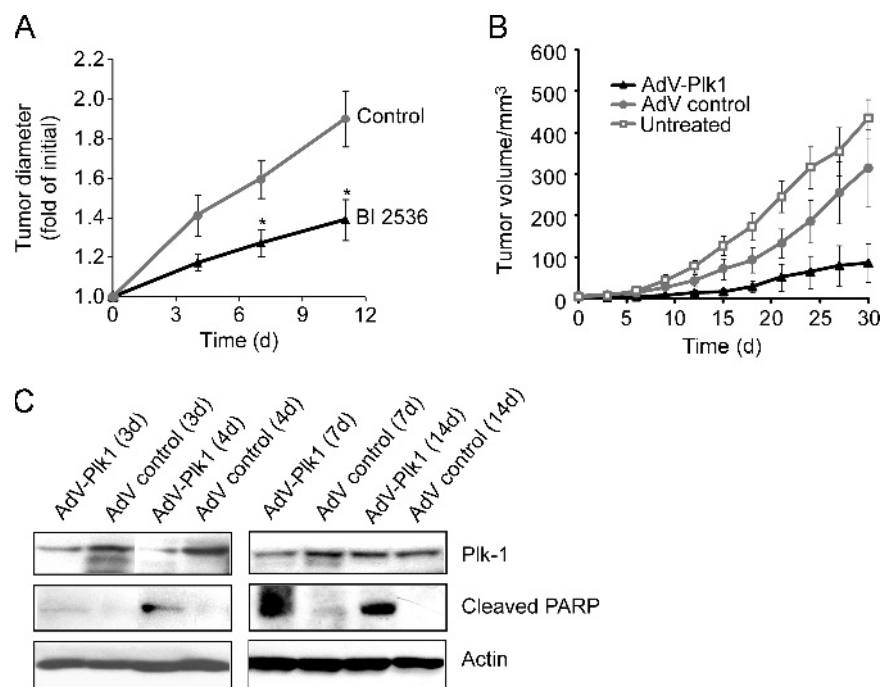 A
Tumor diameter
(fold of initial)
2.2
2.0
1.8
1.6
1.4
1.2
1.0
Control
*
*
BI 2536
0
3
6
9
12
Time (d)
B
Tumor volume/mm³
600
500
400
300
200
100
0
AdV-Plk1
AdV control
Untreated
0
5
10
15
20
25
30
Time (d)
C
AdV-Plk1 (3d)
AdV control (3d)
AdV-Plk1 (4d)
AdV control (4d)
AdV-Plk1 (7d)
AdV control (7d)
AdV-Plk1 (14d)
AdV control (14d)
Plk-1
Cleaved PARP
Actin